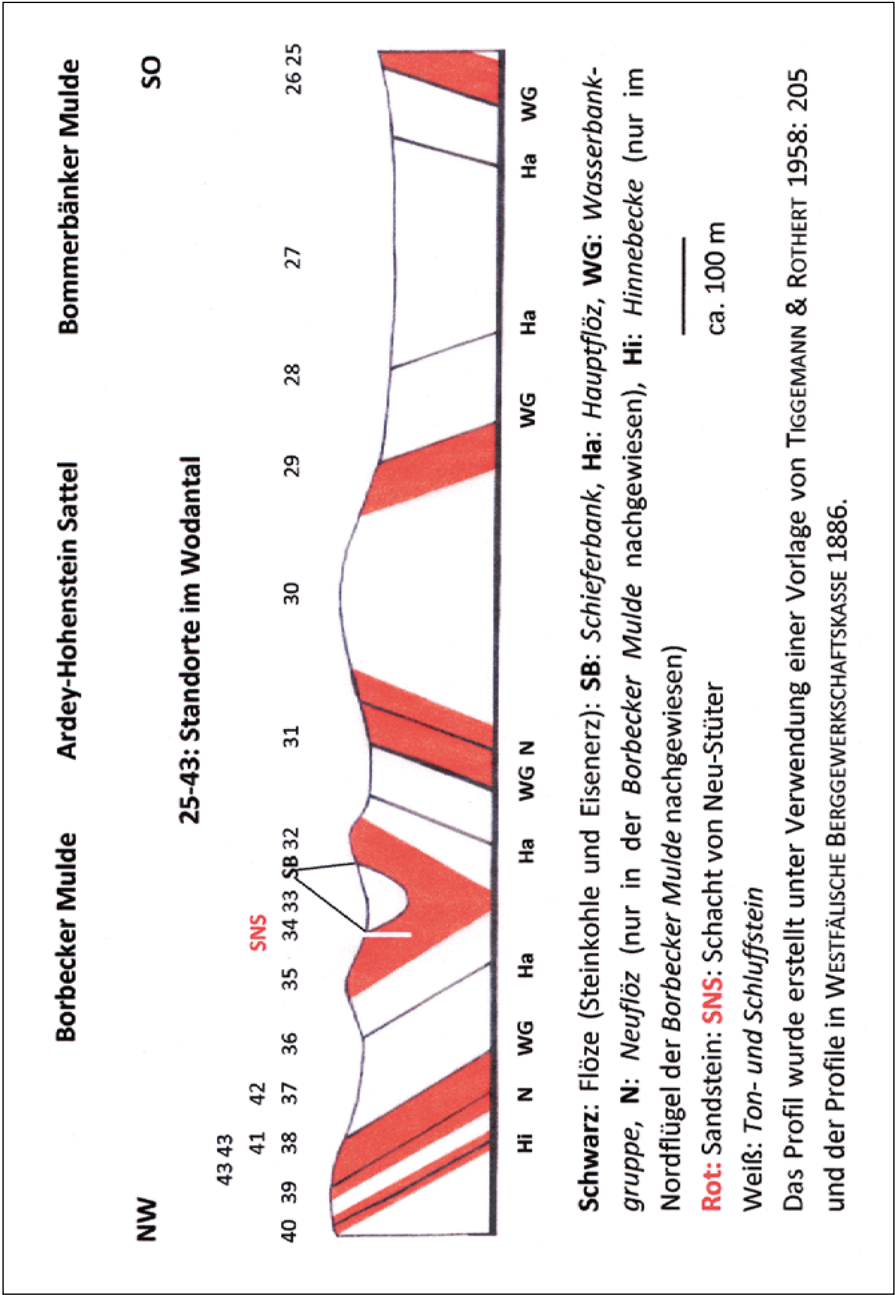 Borbecker Mulde Ardey-Hohenstein Sattel Bommerbänker Mulde
NW SO
25-43: Standorte im Wodantal
43 43 SNS
41 42
40 39 38 37 36 35 34 33 SB 32 31 30 29 28 27 26 25
Hi N WG Ha Ha WG N WG Ha Ha WG
Schwarz: Flöze (Steinkohle und Eisenerz): SB: Schieferbank, Ha: Hauptflöz, WG: Wasserbank-
gruppe, N: Neuflöz (nur in der Borbecker Mulde nachgewiesen), Hi: Hinnebecke (nur im
Nordflügel der Borbecker Mulde nachgewiesen)
Rot: Sandstein: SNS: Schacht von Neu-Stüter
Weiß: Ton- und Schluffstein
ca. 100 m
Das Profil wurde erstellt unter Verwendung einer Vorlage von TIGGEMANN & ROTHERT 1958: 205
und der Profile in WESTFÄLISCHE BERGGEWERKSCHAFTSKASSE 1886.